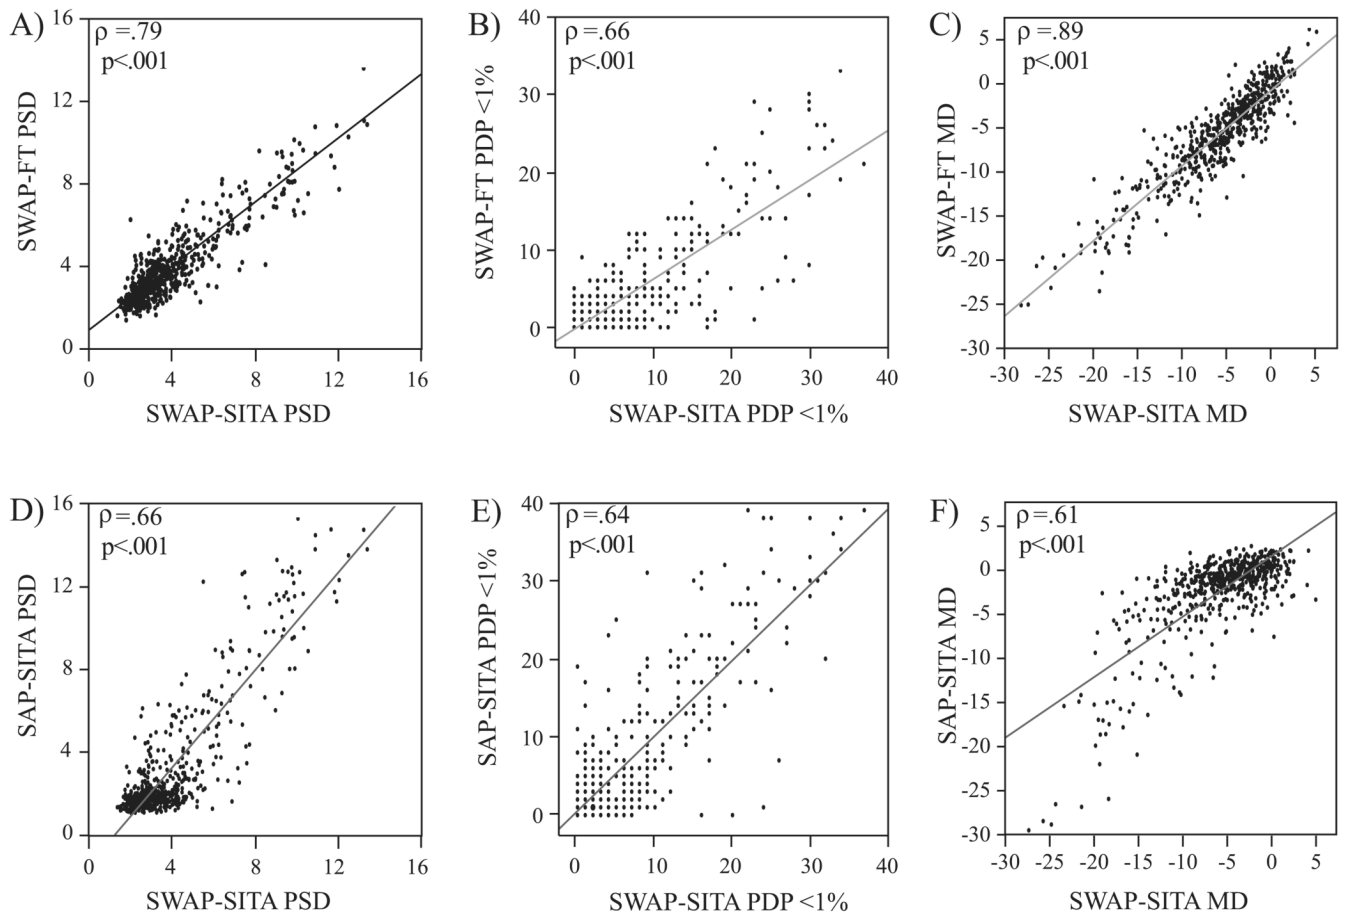 A)
ρ =.79
p<.001
SWAP-FT PSD
16
12
8
4
0
0 4 8 12 16
SWAP-SITA PSD
B)
ρ =.66
p<.001
SWAP-FT PDP <1%
40
30
20
10
0
0 10 20 30 40
SWAP-SITA PDP <1%
C)
ρ =.89
p<.001
SWAP-FT MD
5
0
-5
-10
-15
-20
-25
-30
-30 -25 -20 -15 -10 -5 0 5
SWAP-SITA MD
D)
ρ =.66
p<.001
SAP-SITA PSD
16
12
8
4
0
0 4 8 12 16
SWAP-SITA PSD
E)
ρ =.64
p<.001
SAP-SITA PDP <1%
40
30
20
10
0
0 10 20 30 40
SWAP-SITA PDP <1%
F)
ρ =.61
p<.001
SAP-SITA MD
5
0
-5
-10
-15
-20
-25
-30
-30 -25 -20 -15 -10 -5 0 5
SWAP-SITA MD